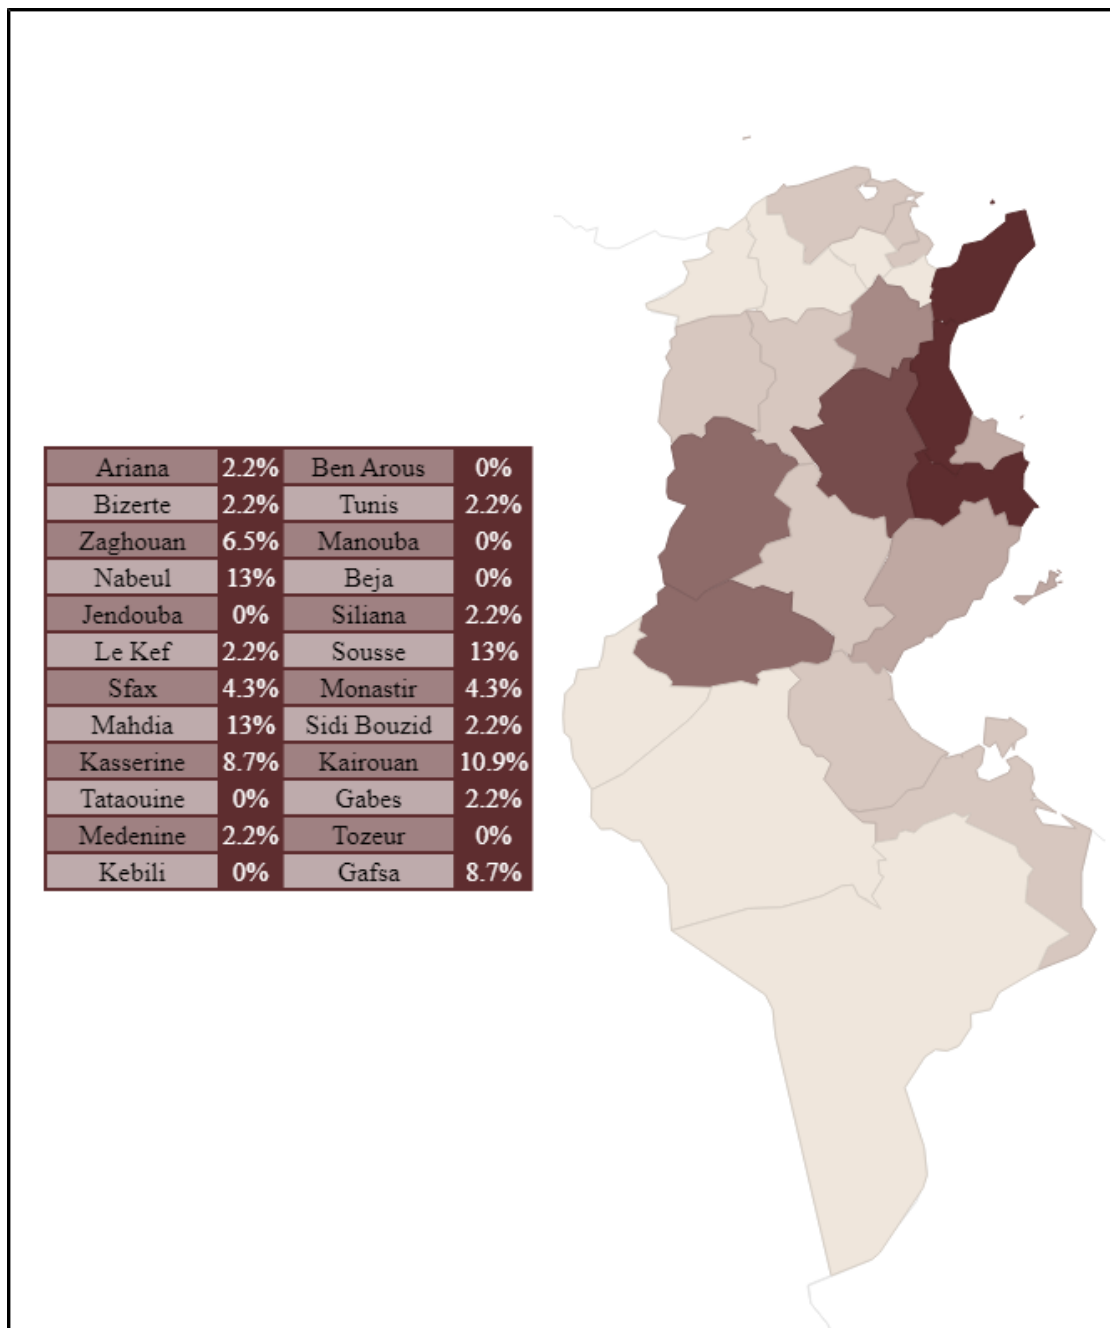 Ariana 2.2% Ben Arous 0%
Bizerte 2.2% Tunis 2.2%
Zaghouan 6.5% Manouba 0%
Nabeul 13% Beja 0%
Jendouba 0% Siliana 2.2%
Le Kef 2.2% Sousse 13%
Sfax 4.3% Monastir 4.3%
Mahdia 13% Sidi Bouzid 2.2%
Kasserine 8.7% Kairouan 10.9%
Tataouine 0% Gabes 2.2%
Medenine 2.2% Tozeur 0%
Kebili 0% Gafsa 8.7%